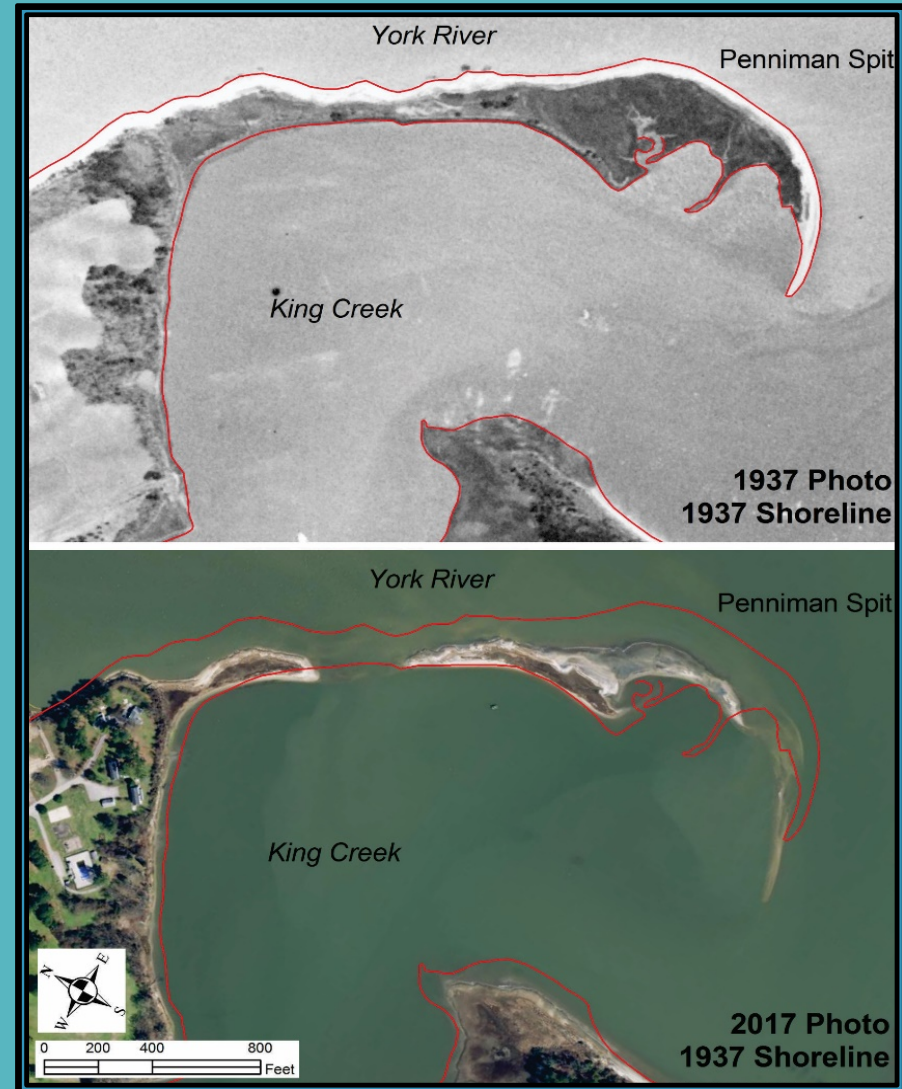 York River
Penniman Spit
King Creek
1937 Photo
1937 Shoreline
York River
Penniman Spit
King Creek
N E
W S
2017 Photo
1937 Shoreline
0 200 400 800
Feet